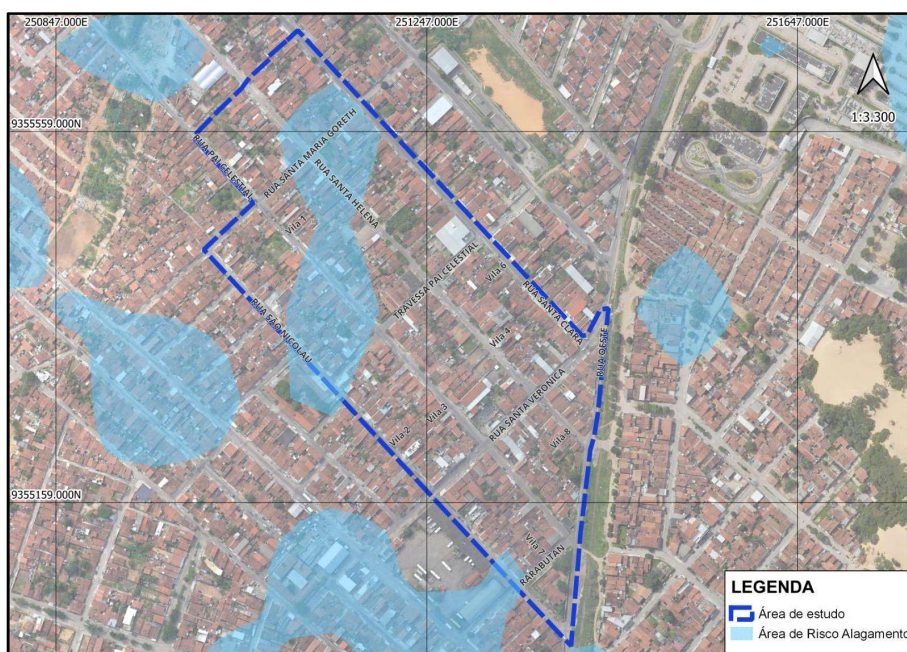 250847.000E
251247.000E
251647.000E
1:3.300
9355559.000N
RUA PAI CELESTIAL
RUA SANTA MARIA GORETH
RUA SANTA HELENA
Vila 1
TRAVESSA PAI CELESTIAL
Vila 6
RUA SÃO NICOLAU
RUA SANTA CLARA
Vila 4
RUA OESTE
RUA SANTA VERONICA
Vila 3
Vila 2
Vila 8
9355159.000N
Vila 7
RARABUTAN
LEGENDA
Área de estudo
Área de Risco Alagamento